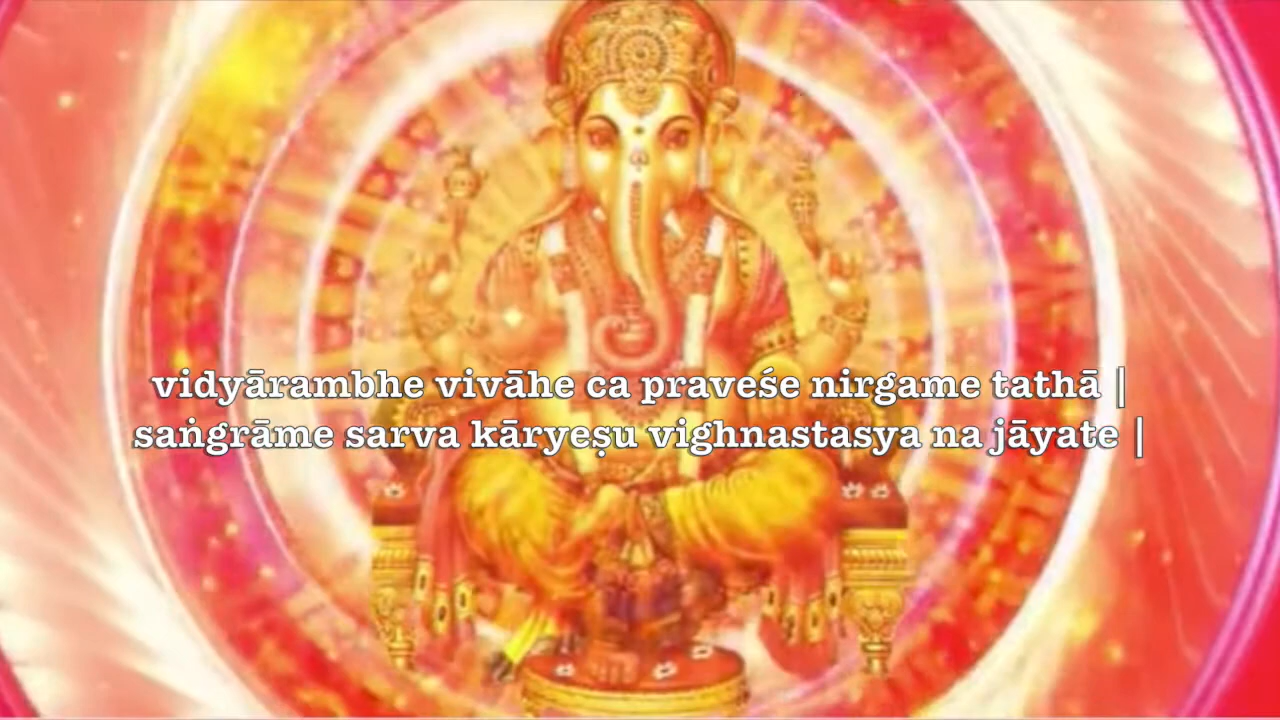 vidyārambhe vivāhe ca praveśe nirgame tathā |
saṅgrāme sarva kāryeṣu vighnastasya na jāyate |